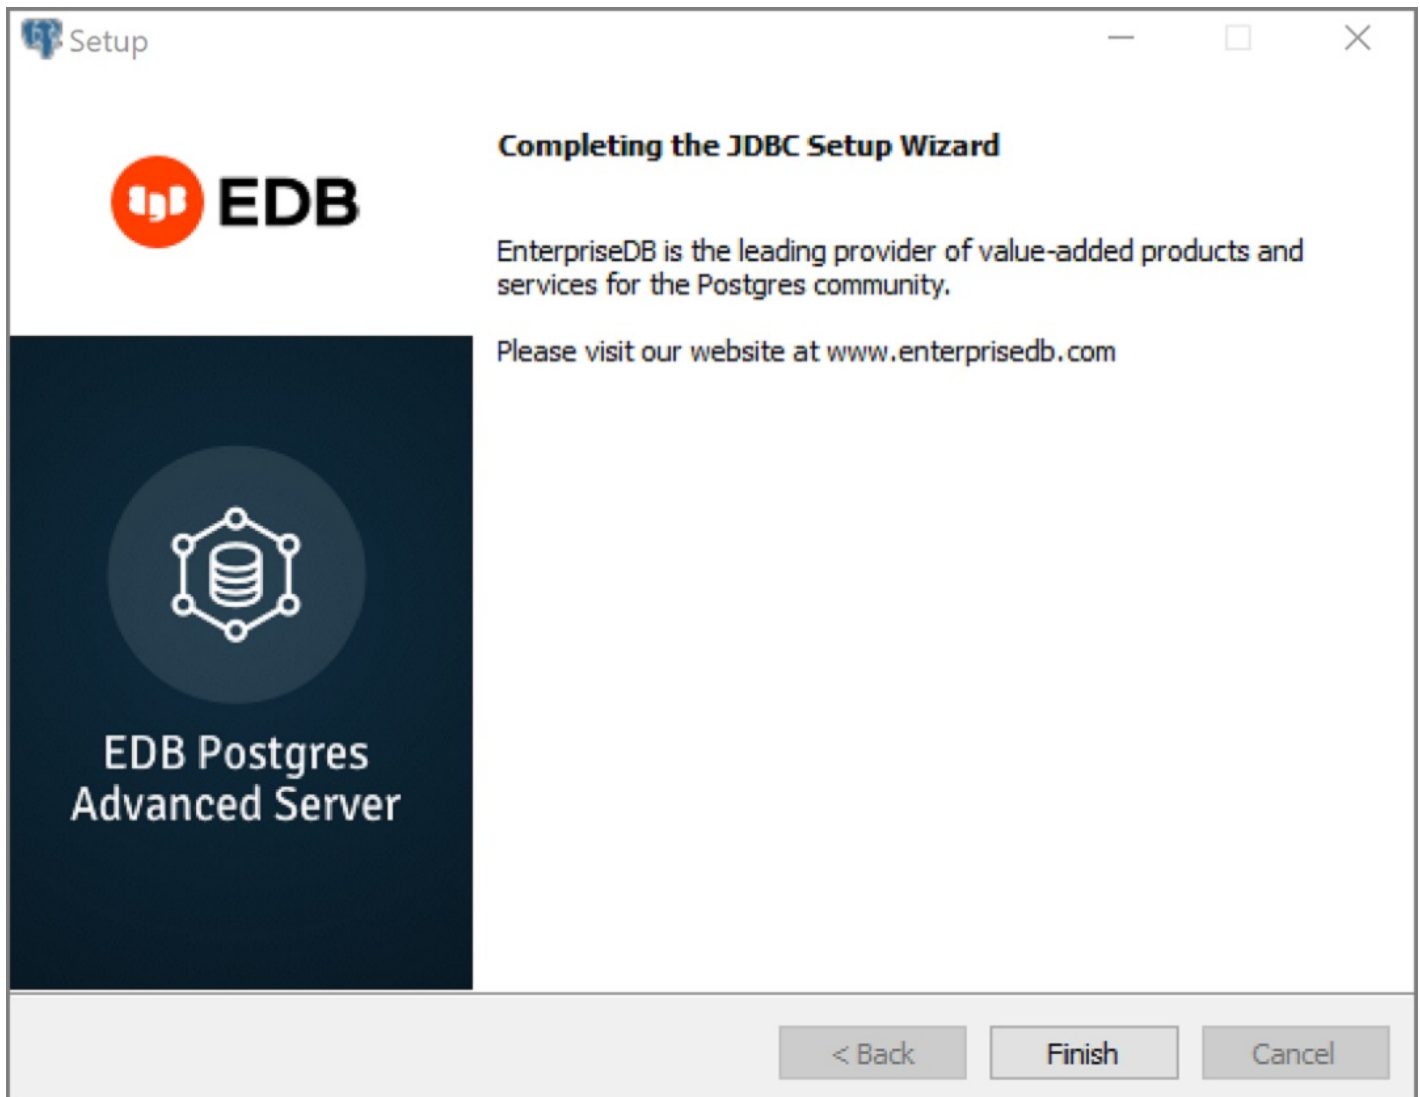 Setup
EDB
Completing the JDBC Setup Wizard
EnterpriseDB is the leading provider of value-added products and
services for the Postgres community.
Please visit our website at www.enterprisedb.com
EDB Postgres
Advanced Server
< Back
Finish
Cancel